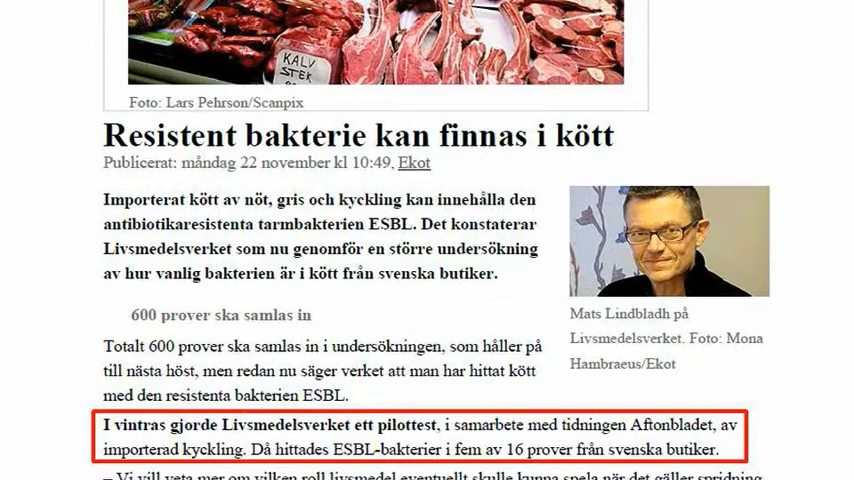 KALV
STEK
Foto: Lars Pehrson/Scanpix
Resistent bakterie kan finnas i kött
Publicerat: måndag 22 november kl 10:49, Ekot
Importerat kött av nöt, gris och kyckling kan innehålla den
antibiotikaresistenta tarmbakterien ESBL. Det konstaterar
Livsmedelsverket som nu genomför en större undersökning
av hur vanlig bakterien är i kött från svenska butiker.
Mats Lindbladh på
Livsmedelsverket. Foto: Mona
Hambraeus/Ekot
600 prover ska samlas in
Totalt 600 prover ska samlas in i undersökningen, som håller på
till nästa höst, men redan nu säger verket att man har hittat kött
med den resistenta bakterien ESBL.
I vintras gjorde Livsmedelsverket ett pilottest, i samarbete med tidningen Aftonbladet, av
importerad kyckling. Då hittades ESBL-bakterier i fem av 16 prover från svenska butiker.
– Vi vill veta mer om vilken roll livsmedel eventuellt skulle kunna spela när det gäller spridning